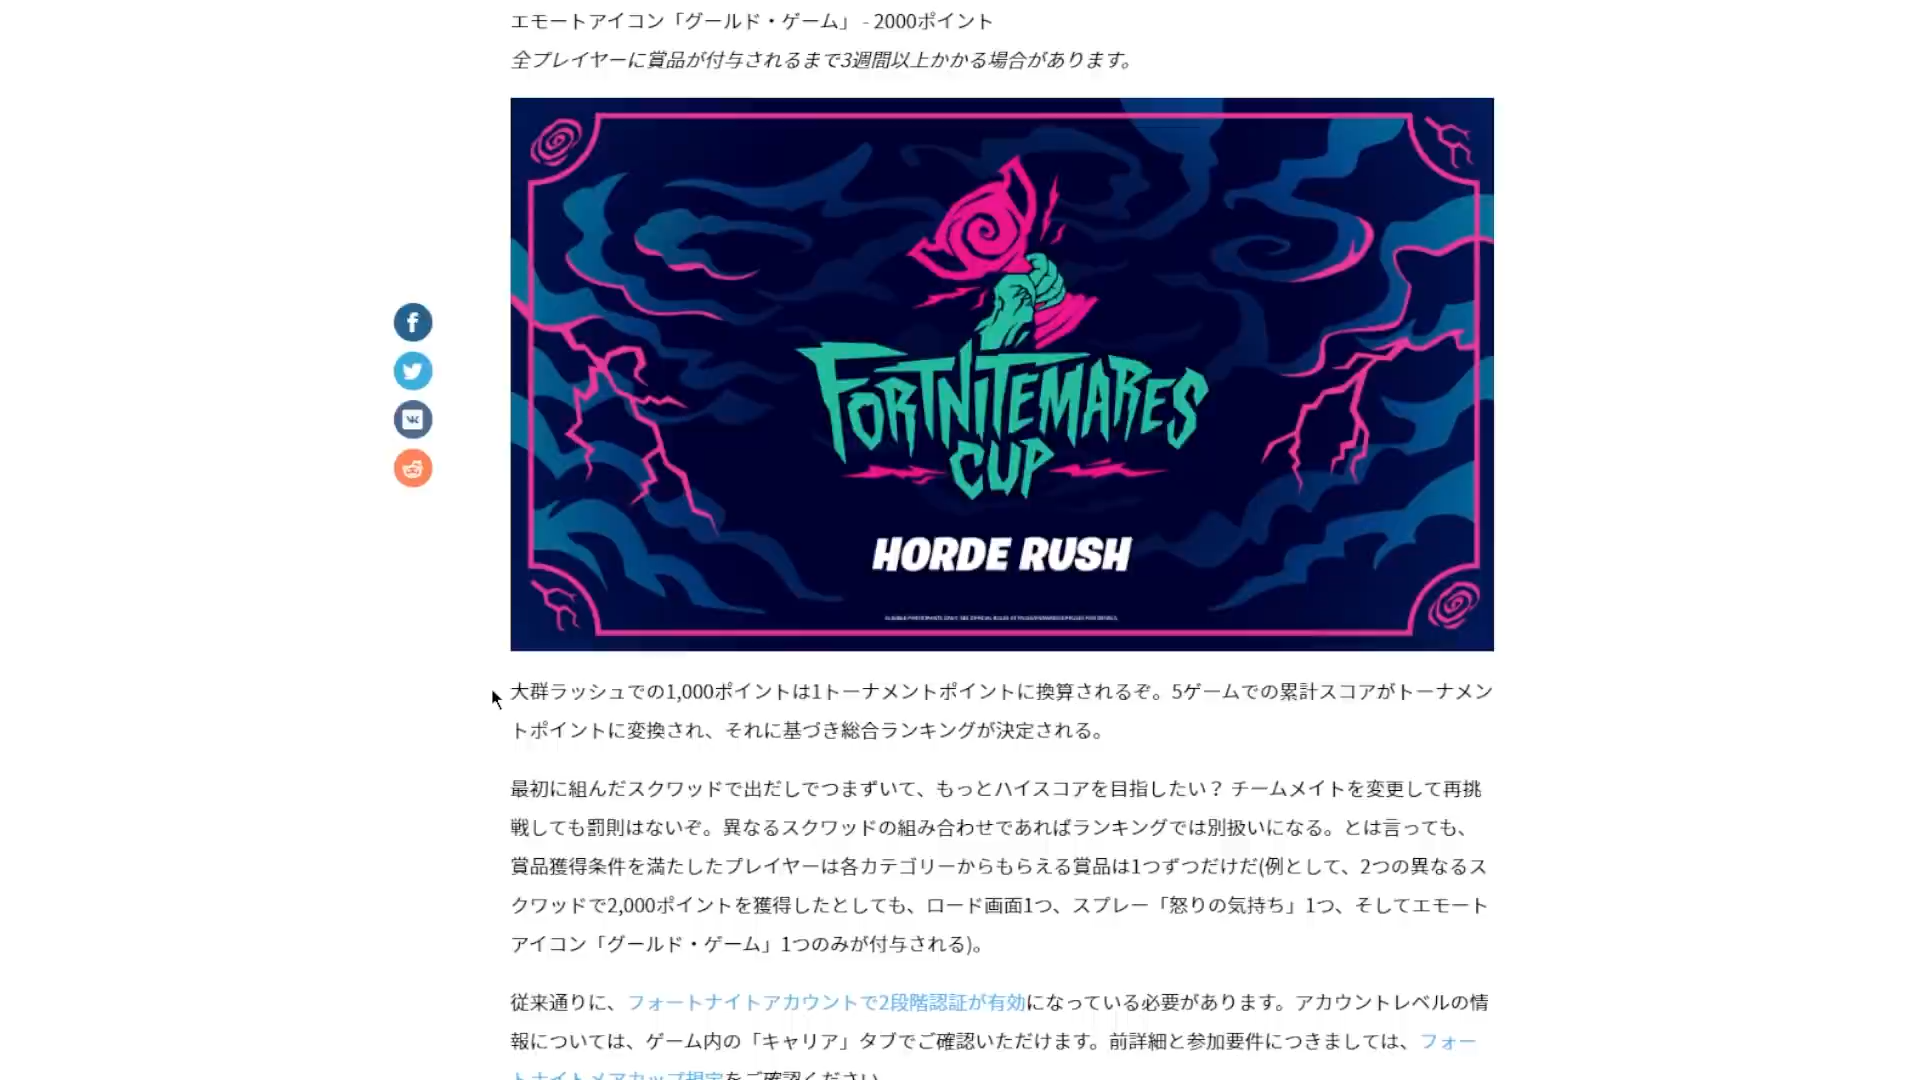 エモートアイコン「グールド・ゲーム」 - 2000ポイント
全プレイヤーに賞品が付与されるまで3週間以上かかる場合があります。
FORTNITEMARES
CUP
HORDE RUSH
大群ラッシュでの1,000ポイントは1トーナメントポイントに換算されるぞ。5ゲームでの累計スコアがトーナメン
トポイントに変換され、それに基づき総合ランキングが決定される。
最初に組んだスクワッドで出だしでつまずいて、もっとハイスコアを目指したい？ チームメイトを変更して再挑
戦しても罰則はないぞ。異なるスクワッドの組み合わせであればランキングでは別扱いになる。とは言っても、
賞品獲得条件を満たしたプレイヤーは各カテゴリーからもらえる賞品は1つずつだけだ(例として、2つの異なるス
クワッドで2,000ポイントを獲得したとしても、ロード画面1つ、スプレー「怒りの気持ち」1つ、そしてエモート
アイコン「グールド・ゲーム」1つのみが付与される)。
従来通りに、フォートナイトアカウントで2段階認証が有効になっている必要があります。アカウントレベルの情
報については、ゲーム内の「キャリア」タブでご確認いただけます。前詳細と参加要件につきましては、フォー
トナイトメアカップ規定をご確認ください。